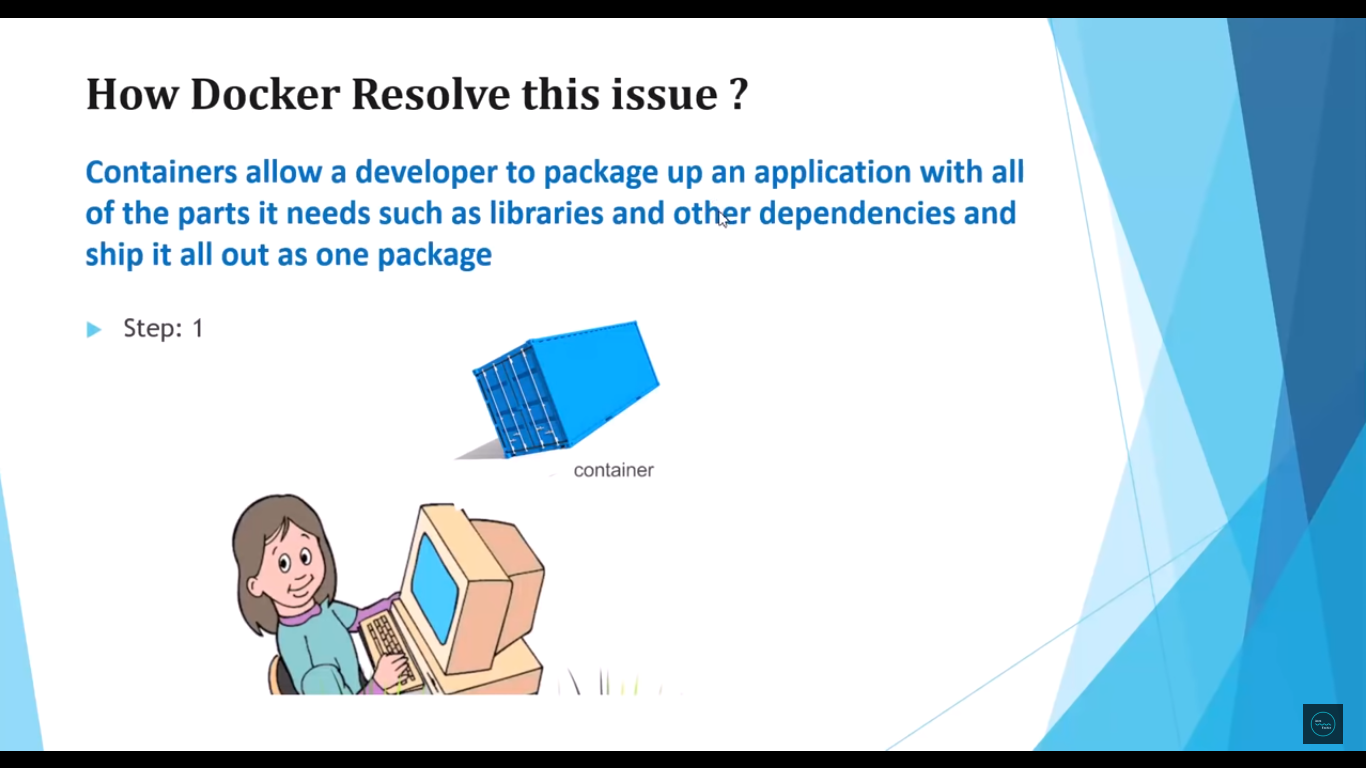 How Docker Resolve this issue ?
Containers allow a developer to package up an application with all
of the parts it needs such as libraries and other dependencies and
ship it all out as one package
Step: 1
container